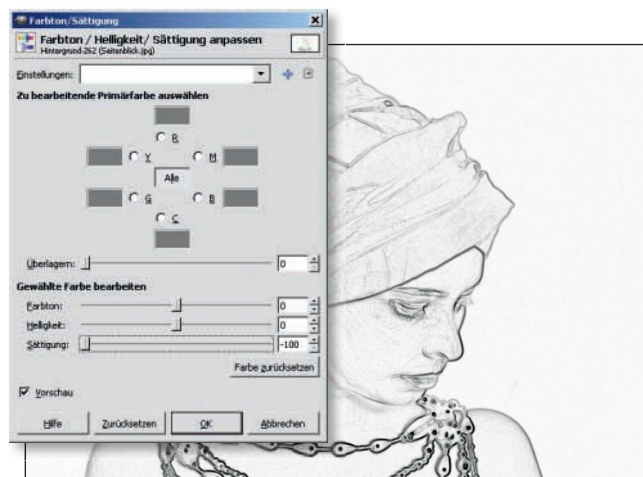 Farbton/Sättigung
Farbton / Helligkeit/ Sättigung anpassen
Hintergrund-262 (Seitenblick.jpg)
Einstellungen:
Zu bearbeitende Primärfarbe auswählen
R
Y M
Alle
G B
C
Überlagern: 0
Gewählte Farbe bearbeiten
Farbton: 0
Helligkeit: 0
Sättigung: -100
Farbe zurücksetzen
Vorschau
Hilfe Zurücksetzen OK Abbrechen